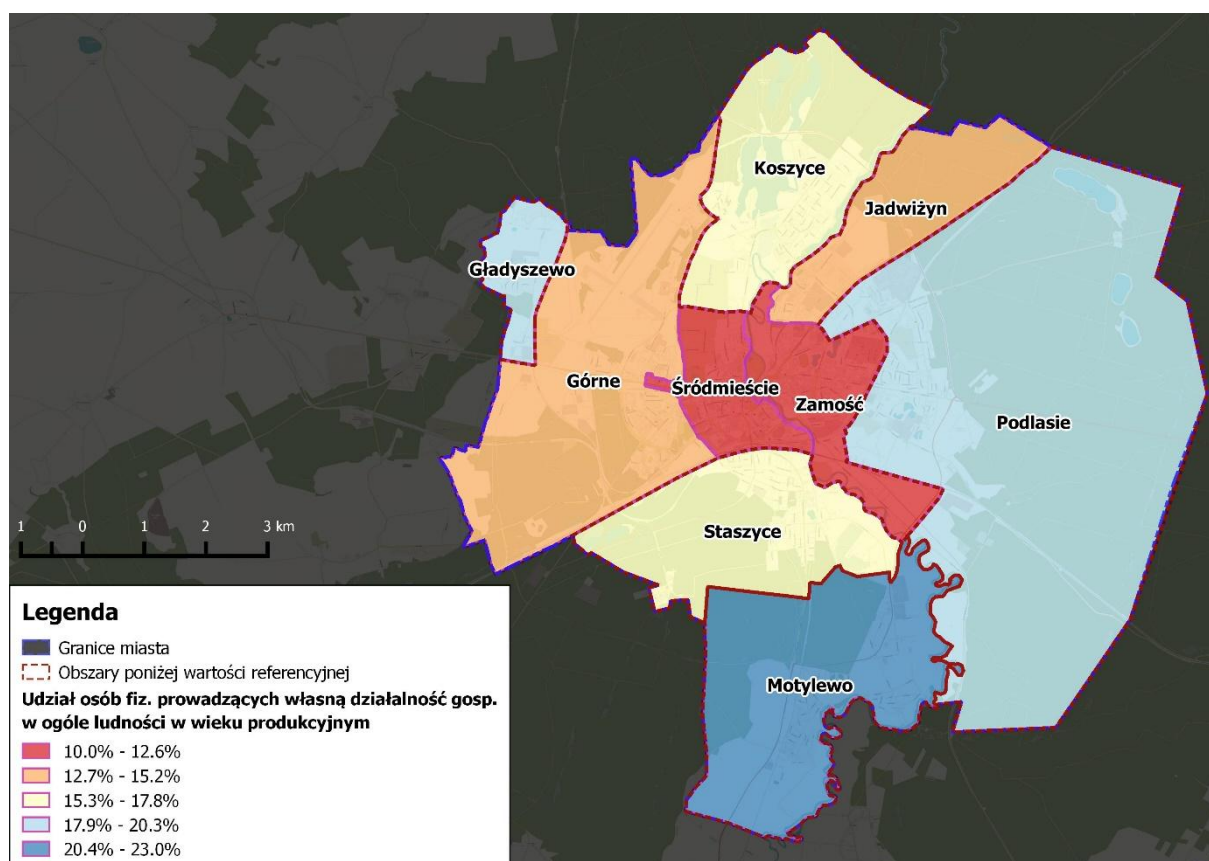 Koszyce
Jadwiżyn
Gładyszewo
Górne
Śródmieście
Zamość
Podlasie
Staszyce
Motylewo
1 0 1 2 3 km
Legenda
Granice miasta
Obszary poniżej wartości referencyjnej
Udział osób fiz. prowadzących własną działalność gosp.
w ogóle ludności w wieku produkcyjnym
10.0% - 12.6%
12.7% - 15.2%
15.3% - 17.8%
17.9% - 20.3%
20.4% - 23.0%